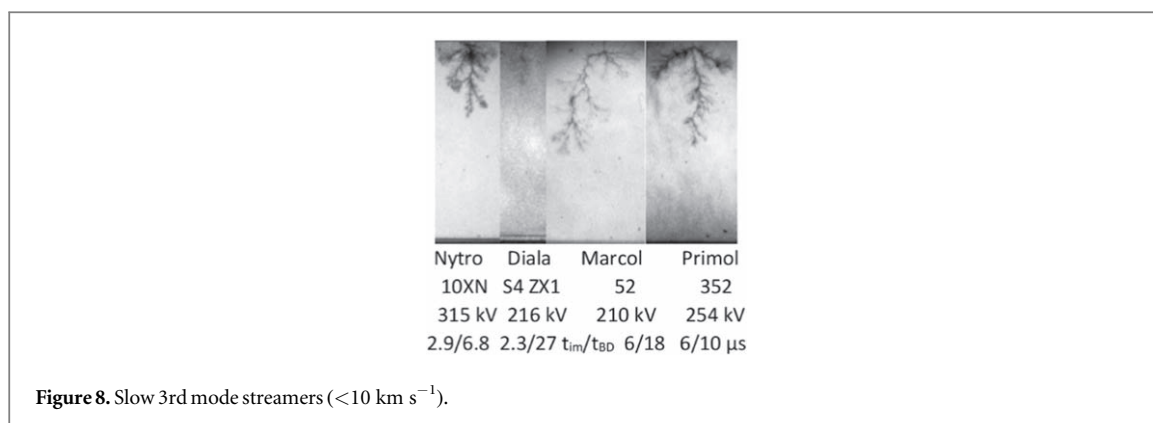 Nytro Diala Marcol Primol
10XN S4 ZX1 52 352
315 kV 216 kV 210 kV 254 kV
2.9/6.8 2.3/27 tᵢₘ/t_BD 6/18 6/10 µs
Figure 8. Slow 3rd mode streamers (<10 km s⁻¹).